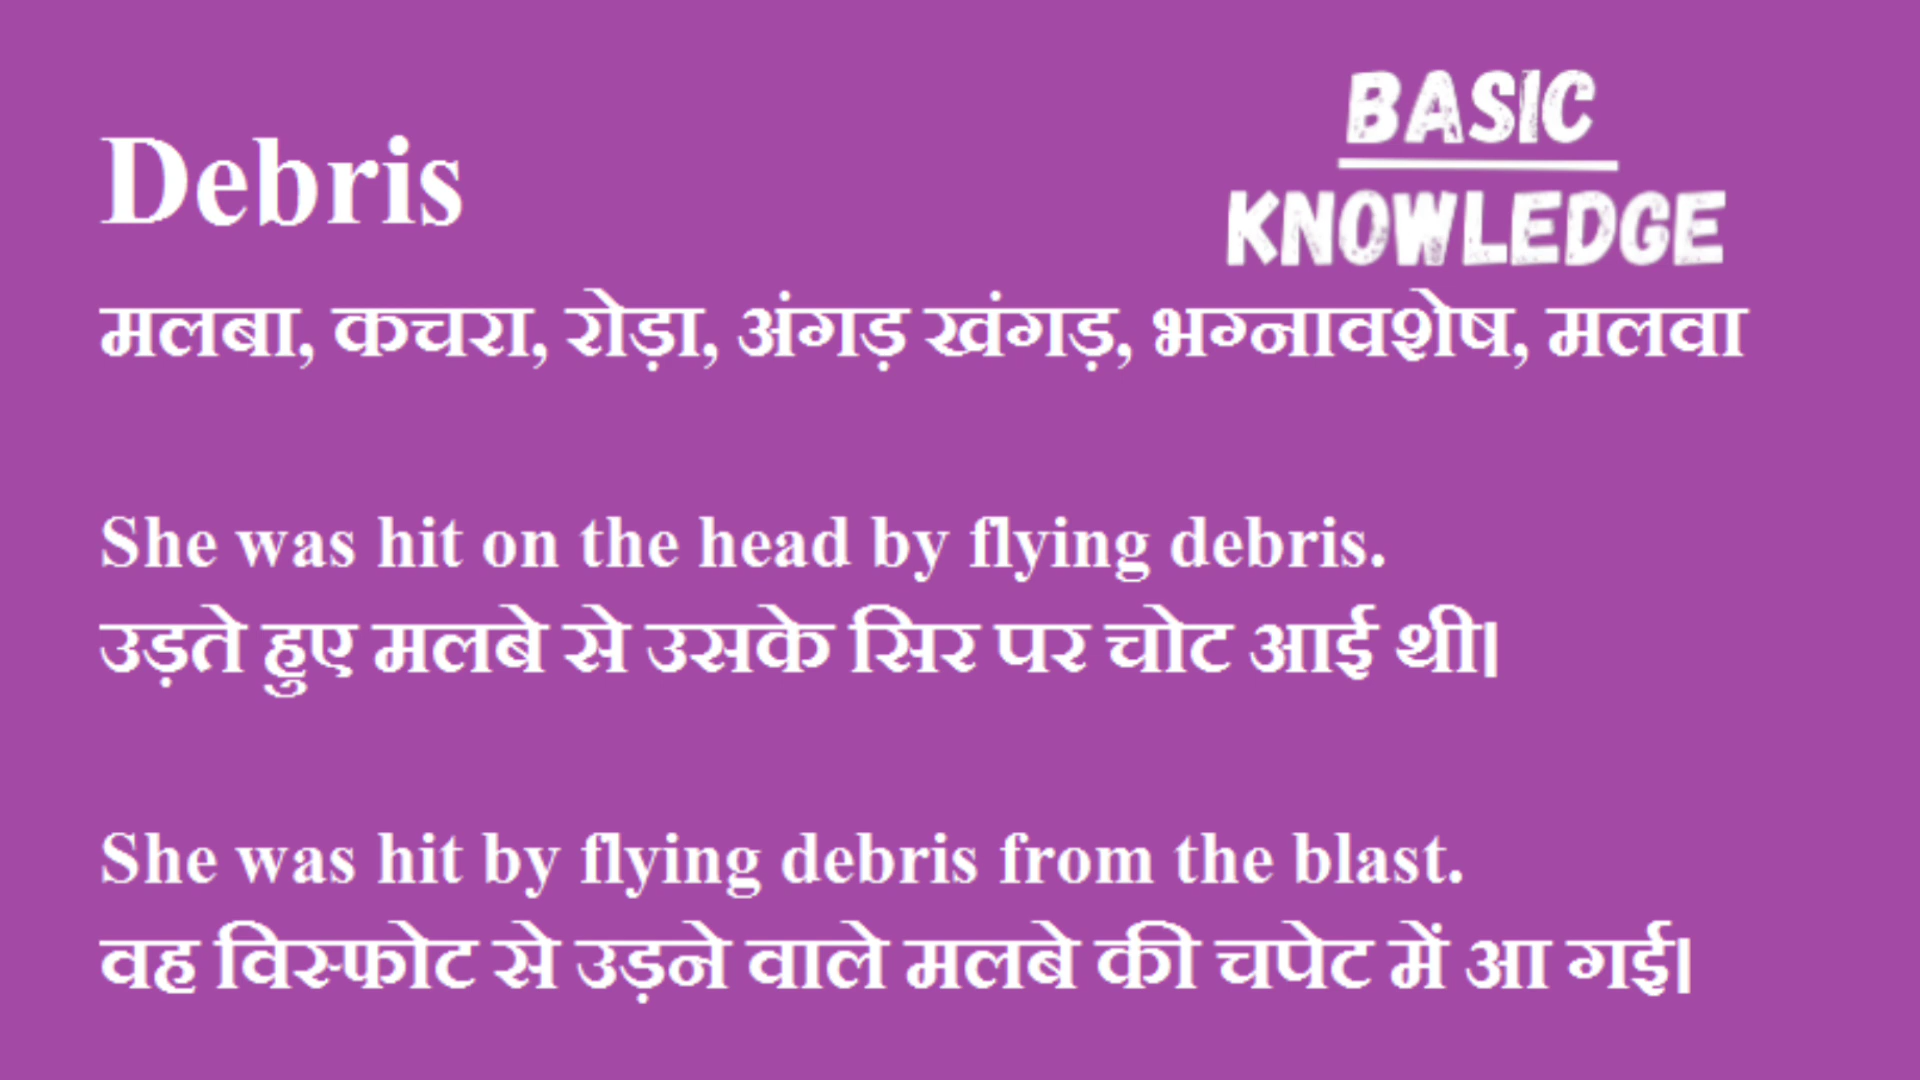 BASIC
KNOWLEDGE
Debris
मलबा, कचरा, रोड़ा, अंगड़ खंगड़, भग्नावशेष, मलवा
She was hit on the head by flying debris.
उड़ते हुए मलबे से उसके सिर पर चोट आई थी।
She was hit by flying debris from the blast.
वह विस्फोट से उड़ने वाले मलबे की चपेट में आ गई।